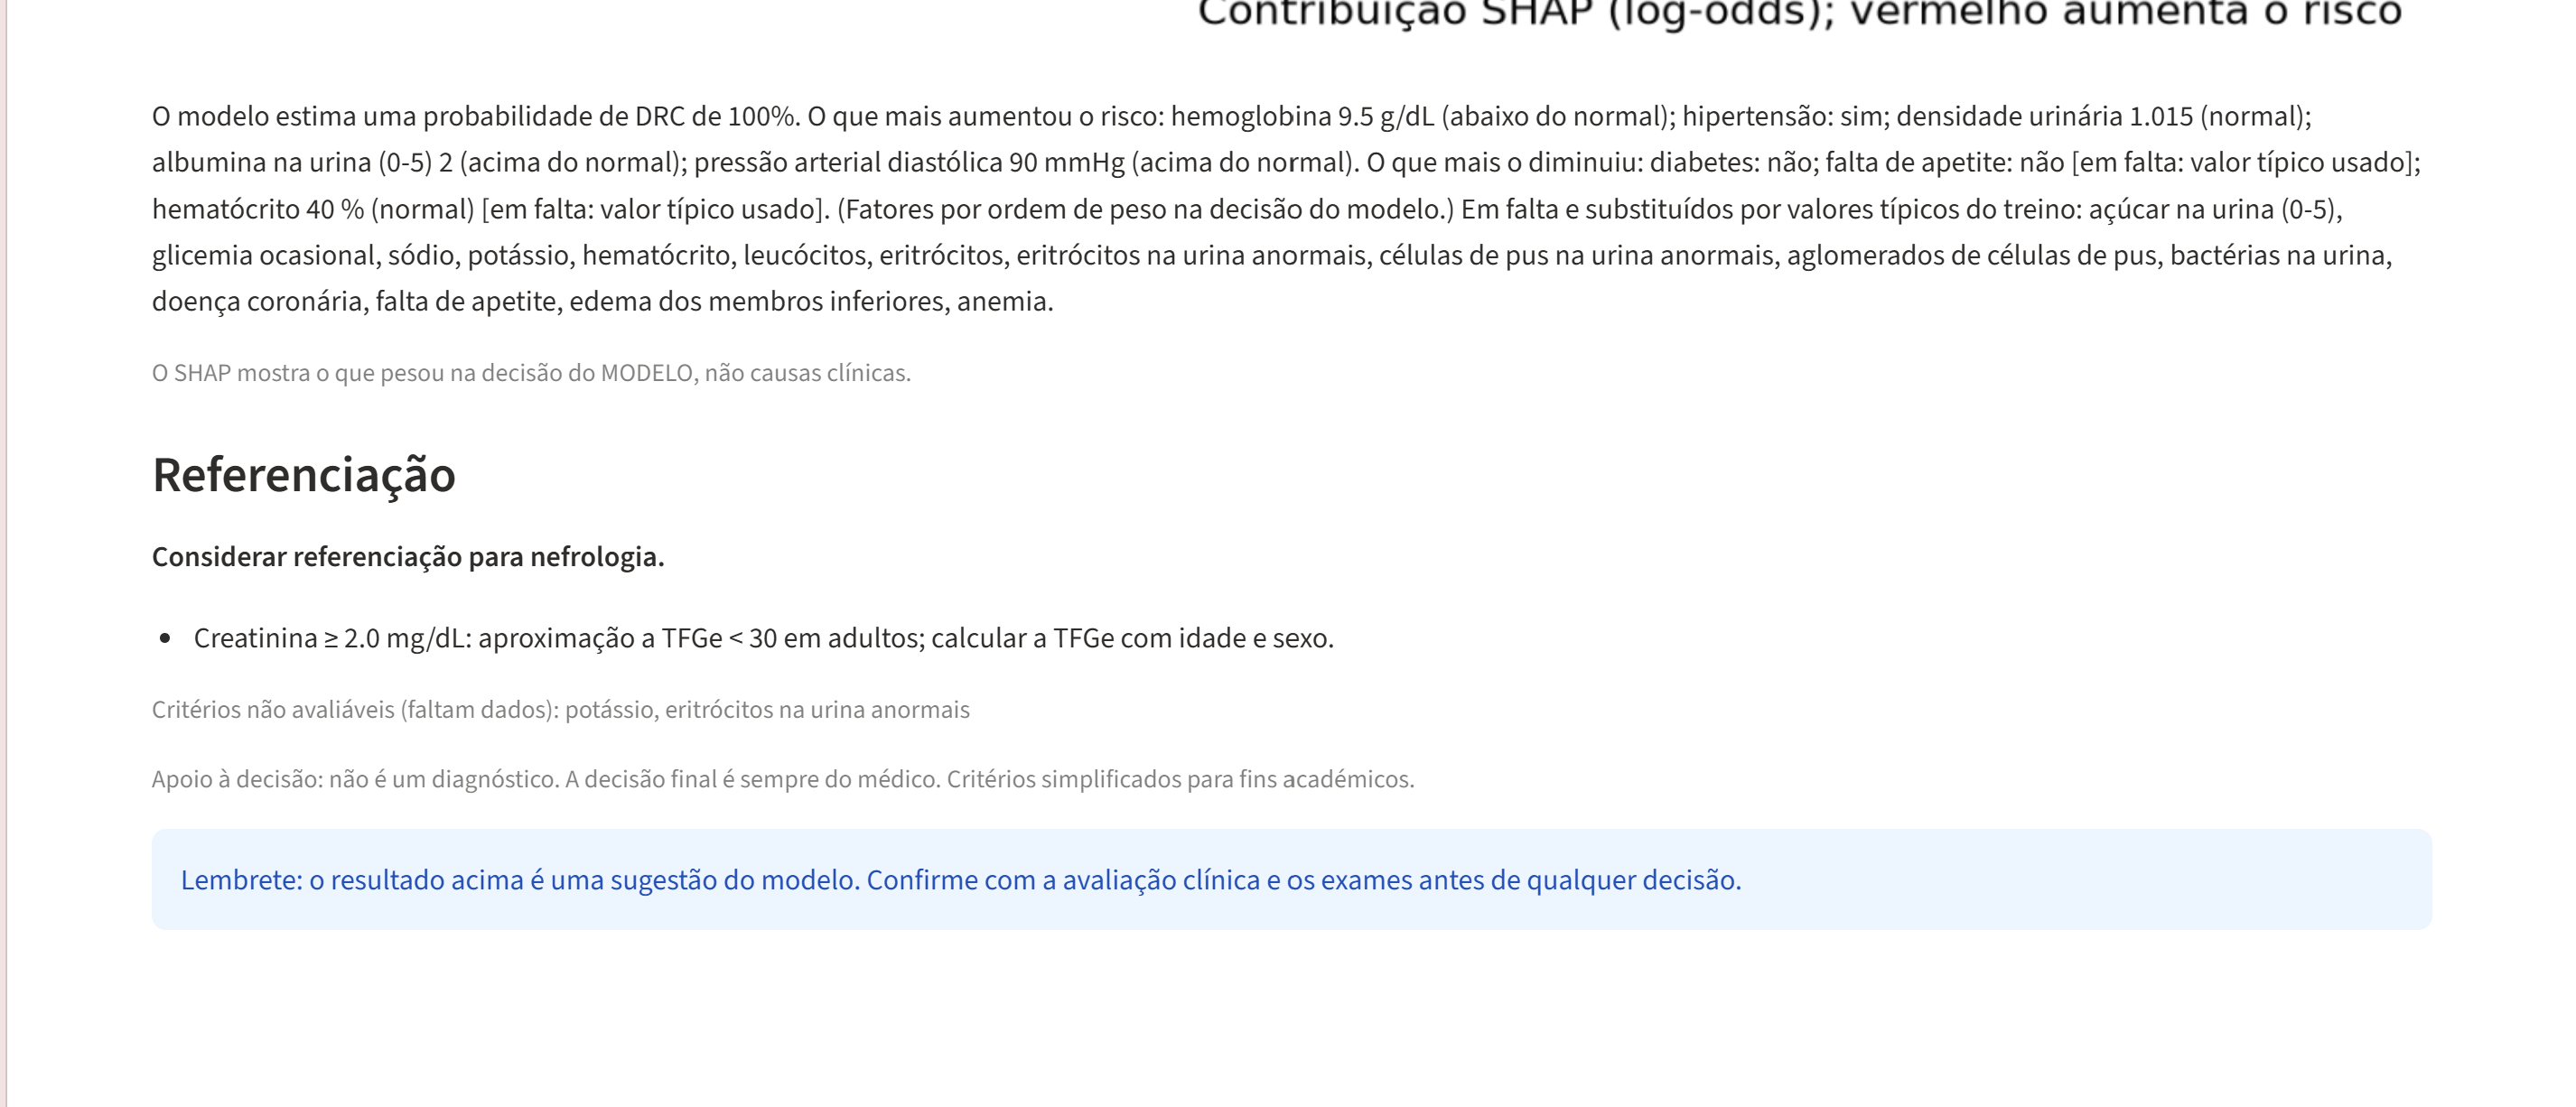 Contribuição SHAP (log-odds); vermelho aumenta o risco
O modelo estima uma probabilidade de DRC de 100%. O que mais aumentou o risco: hemoglobina 9.5 g/dL (abaixo do normal); hipertensão: sim; densidade urinária 1.015 (normal);
albumina na urina (0-5) 2 (acima do normal); pressão arterial diastólica 90 mmHg (acima do normal). O que mais o diminuiu: diabetes: não; falta de apetite: não [em falta: valor típico usado];
hematócrito 40 % (normal) [em falta: valor típico usado]. (Fatores por ordem de peso na decisão do modelo.) Em falta e substituídos por valores típicos do treino: açúcar na urina (0-5),
glicemia ocasional, sódio, potássio, hematócrito, leucócitos, eritrócitos, eritrócitos na urina anormais, células de pus na urina anormais, aglomerados de células de pus, bactérias na urina,
doença coronária, falta de apetite, edema dos membros inferiores, anemia.
O SHAP mostra o que pesou na decisão do MODELO, não causas clínicas.
Referenciação
Considerar referenciação para nefrologia.
• Creatinina ≥ 2.0 mg/dL: aproximação a TFGe < 30 em adultos; calcular a TFGe com idade e sexo.
Critérios não avaliáveis (faltam dados): potássio, eritrócitos na urina anormais
Apoio à decisão: não é um diagnóstico. A decisão final é sempre do médico. Critérios simplificados para fins académicos.
Lembrete: o resultado acima é uma sugestão do modelo. Confirme com a avaliação clínica e os exames antes de qualquer decisão.